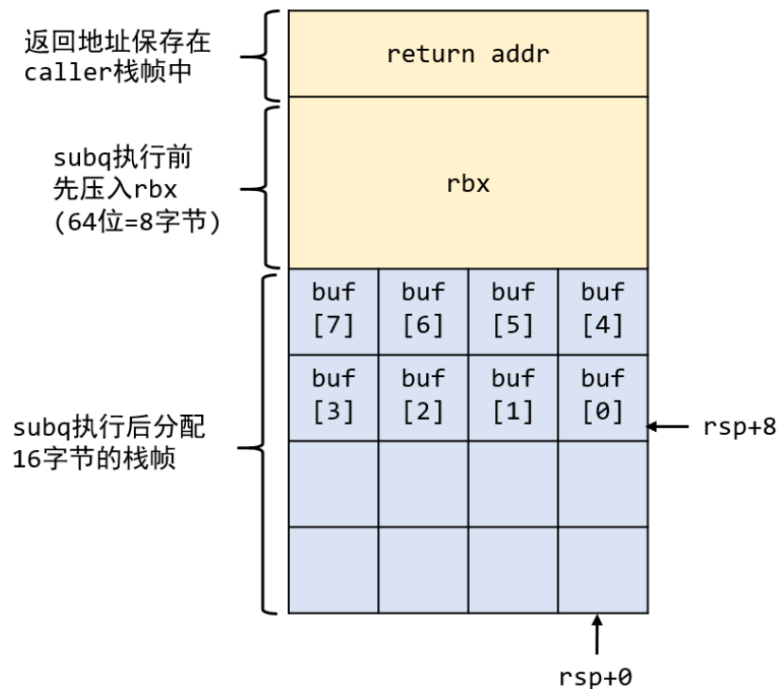 返回地址保存在
caller栈帧中
return addr
subq执行前
先压入rbx
(64位=8字节)
rbx
buf buf buf buf
[7] [6] [5] [4]
buf buf buf buf
[3] [2] [1] [0]
subq执行后分配
16字节的栈帧
rsp+8
rsp+0